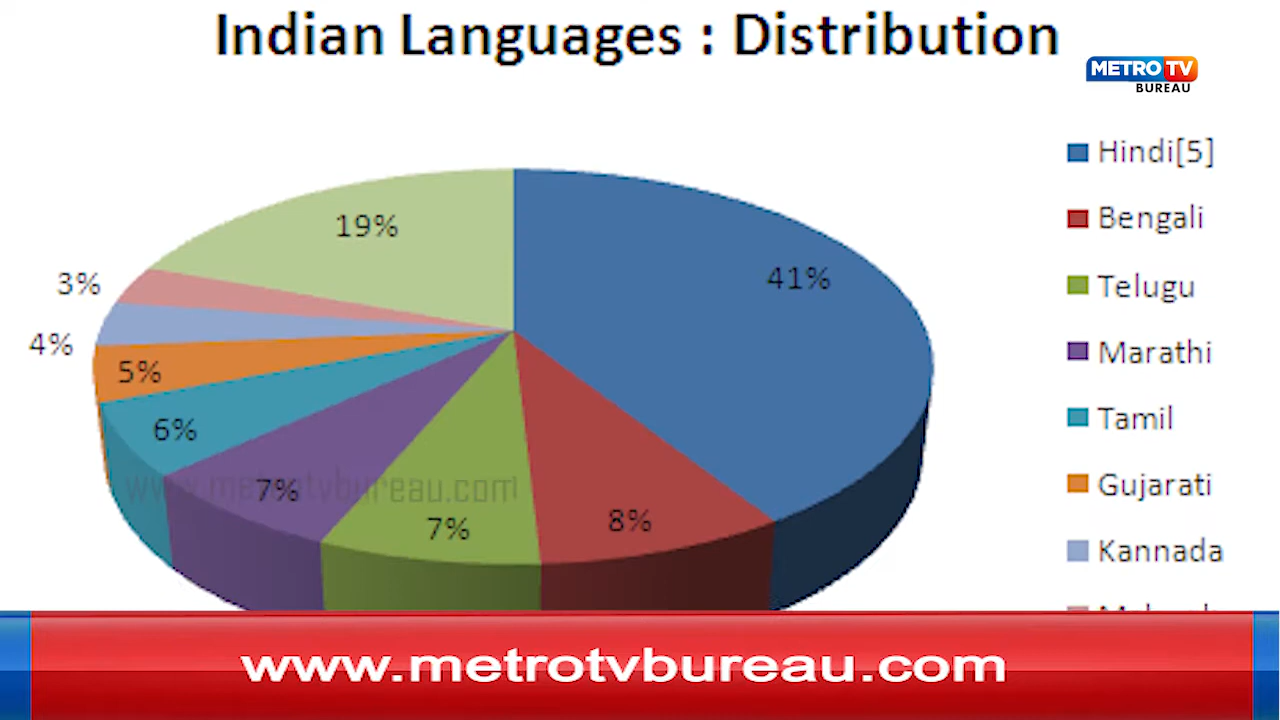 Indian Languages : Distribution
METRO TV
BUREAU
Hindi[5]
Bengali
Telugu
Marathi
Tamil
Gujarati
Kannada
19%
41%
3%
4%
5%
6%
7%
7%
8%
www.metrotvbureau.com
www.metrotvbureau.com